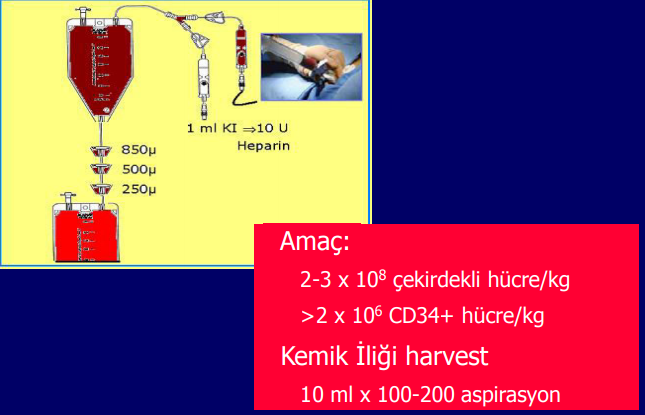 1 ml KI ⇒10 U
Heparin
850µ
500µ
250µ
Amaç:
2-3 x 10⁸ çekirdekli hücre/kg
>2 x 10⁶ CD34+ hücre/kg
Kemik İliği harvest
10 ml x 100-200 aspirasyon